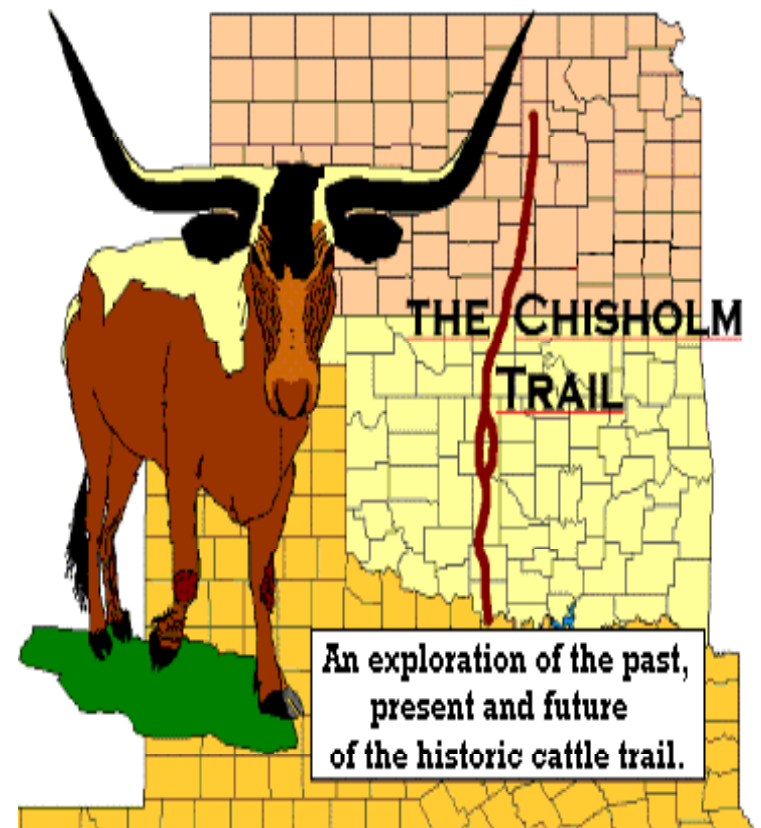 THE CHISHOLM
TRAIL
An exploration of the past,
present and future
of the historic cattle trail.